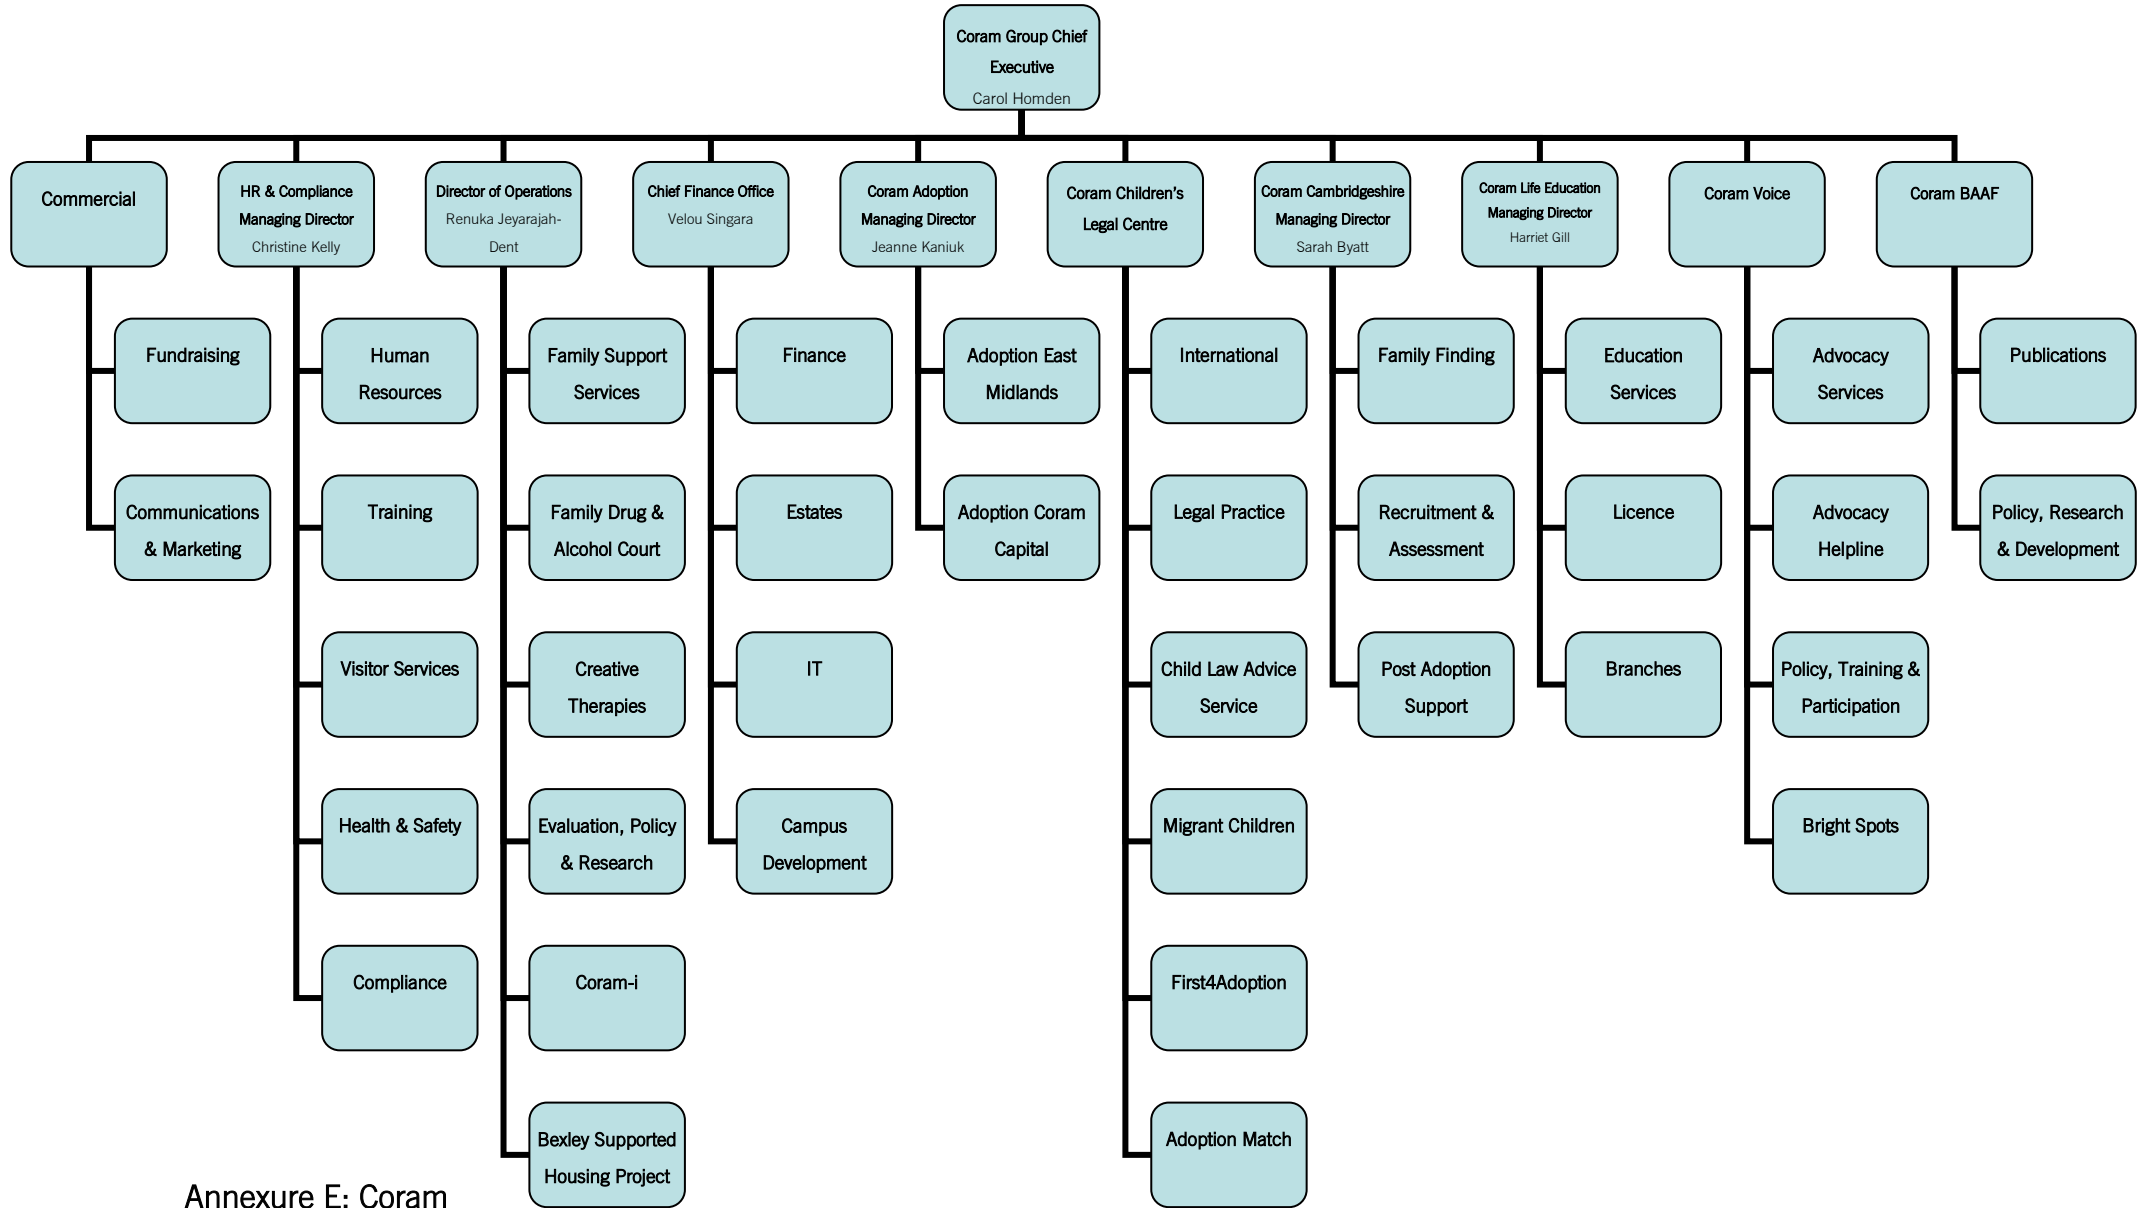 Coram Group Chief
Executive
Carol Homden
Commercial
HR & Compliance
Managing Director
Christine Kelly
Director of Operations
Renuka Jeyarajah-
Dent
Chief Finance Office
Velou Singara
Coram Adoption
Managing Director
Jeanne Kaniuk
Coram Children's
Legal Centre
Coram Cambridgeshire
Managing Director
Sarah Byatt
Coram Life Education
Managing Director
Harriet Gill
Coram Voice
Coram BAAF
Fundraising
Human
Resources
Family Support
Services
Finance
Adoption East
Midlands
International
Family Finding
Education
Services
Advocacy
Services
Publications
Communications
& Marketing
Training
Family Drug &
Alcohol Court
Estates
Adoption Coram
Capital
Legal Practice
Recruitment &
Assessment
Licence
Advocacy
Helpline
Policy, Research
& Development
Visitor Services
Creative
Therapies
IT
Child Law Advice
Service
Post Adoption
Support
Branches
Policy, Training &
Participation
Health & Safety
Evaluation, Policy
& Research
Campus
Development
Migrant Children
Bright Spots
Compliance
Coram-i
First4Adoption
Bexley Supported
Housing Project
Adoption Match
Annexure E: Coram